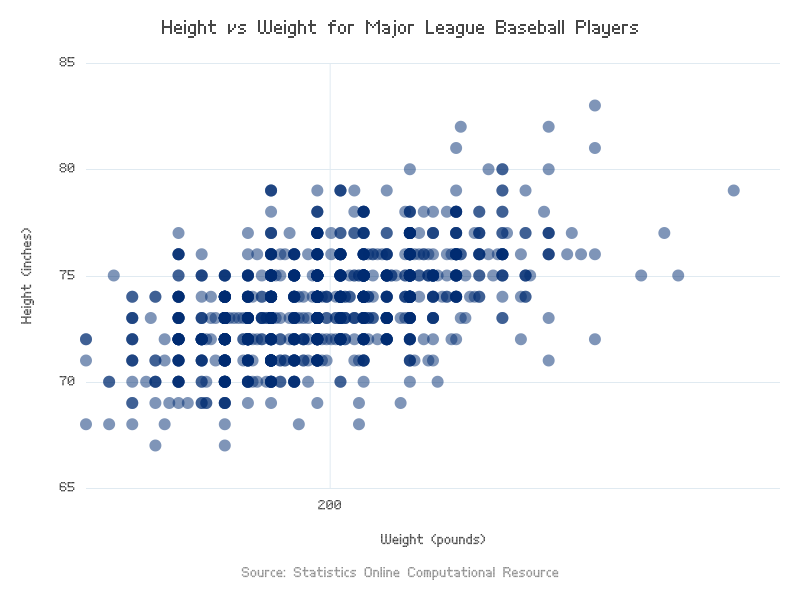 Height vs Weight for Major League Baseball Players
85
80
75
70
65
Height (inches)
200
Weight (pounds)
Source: Statistics Online Computational Resource